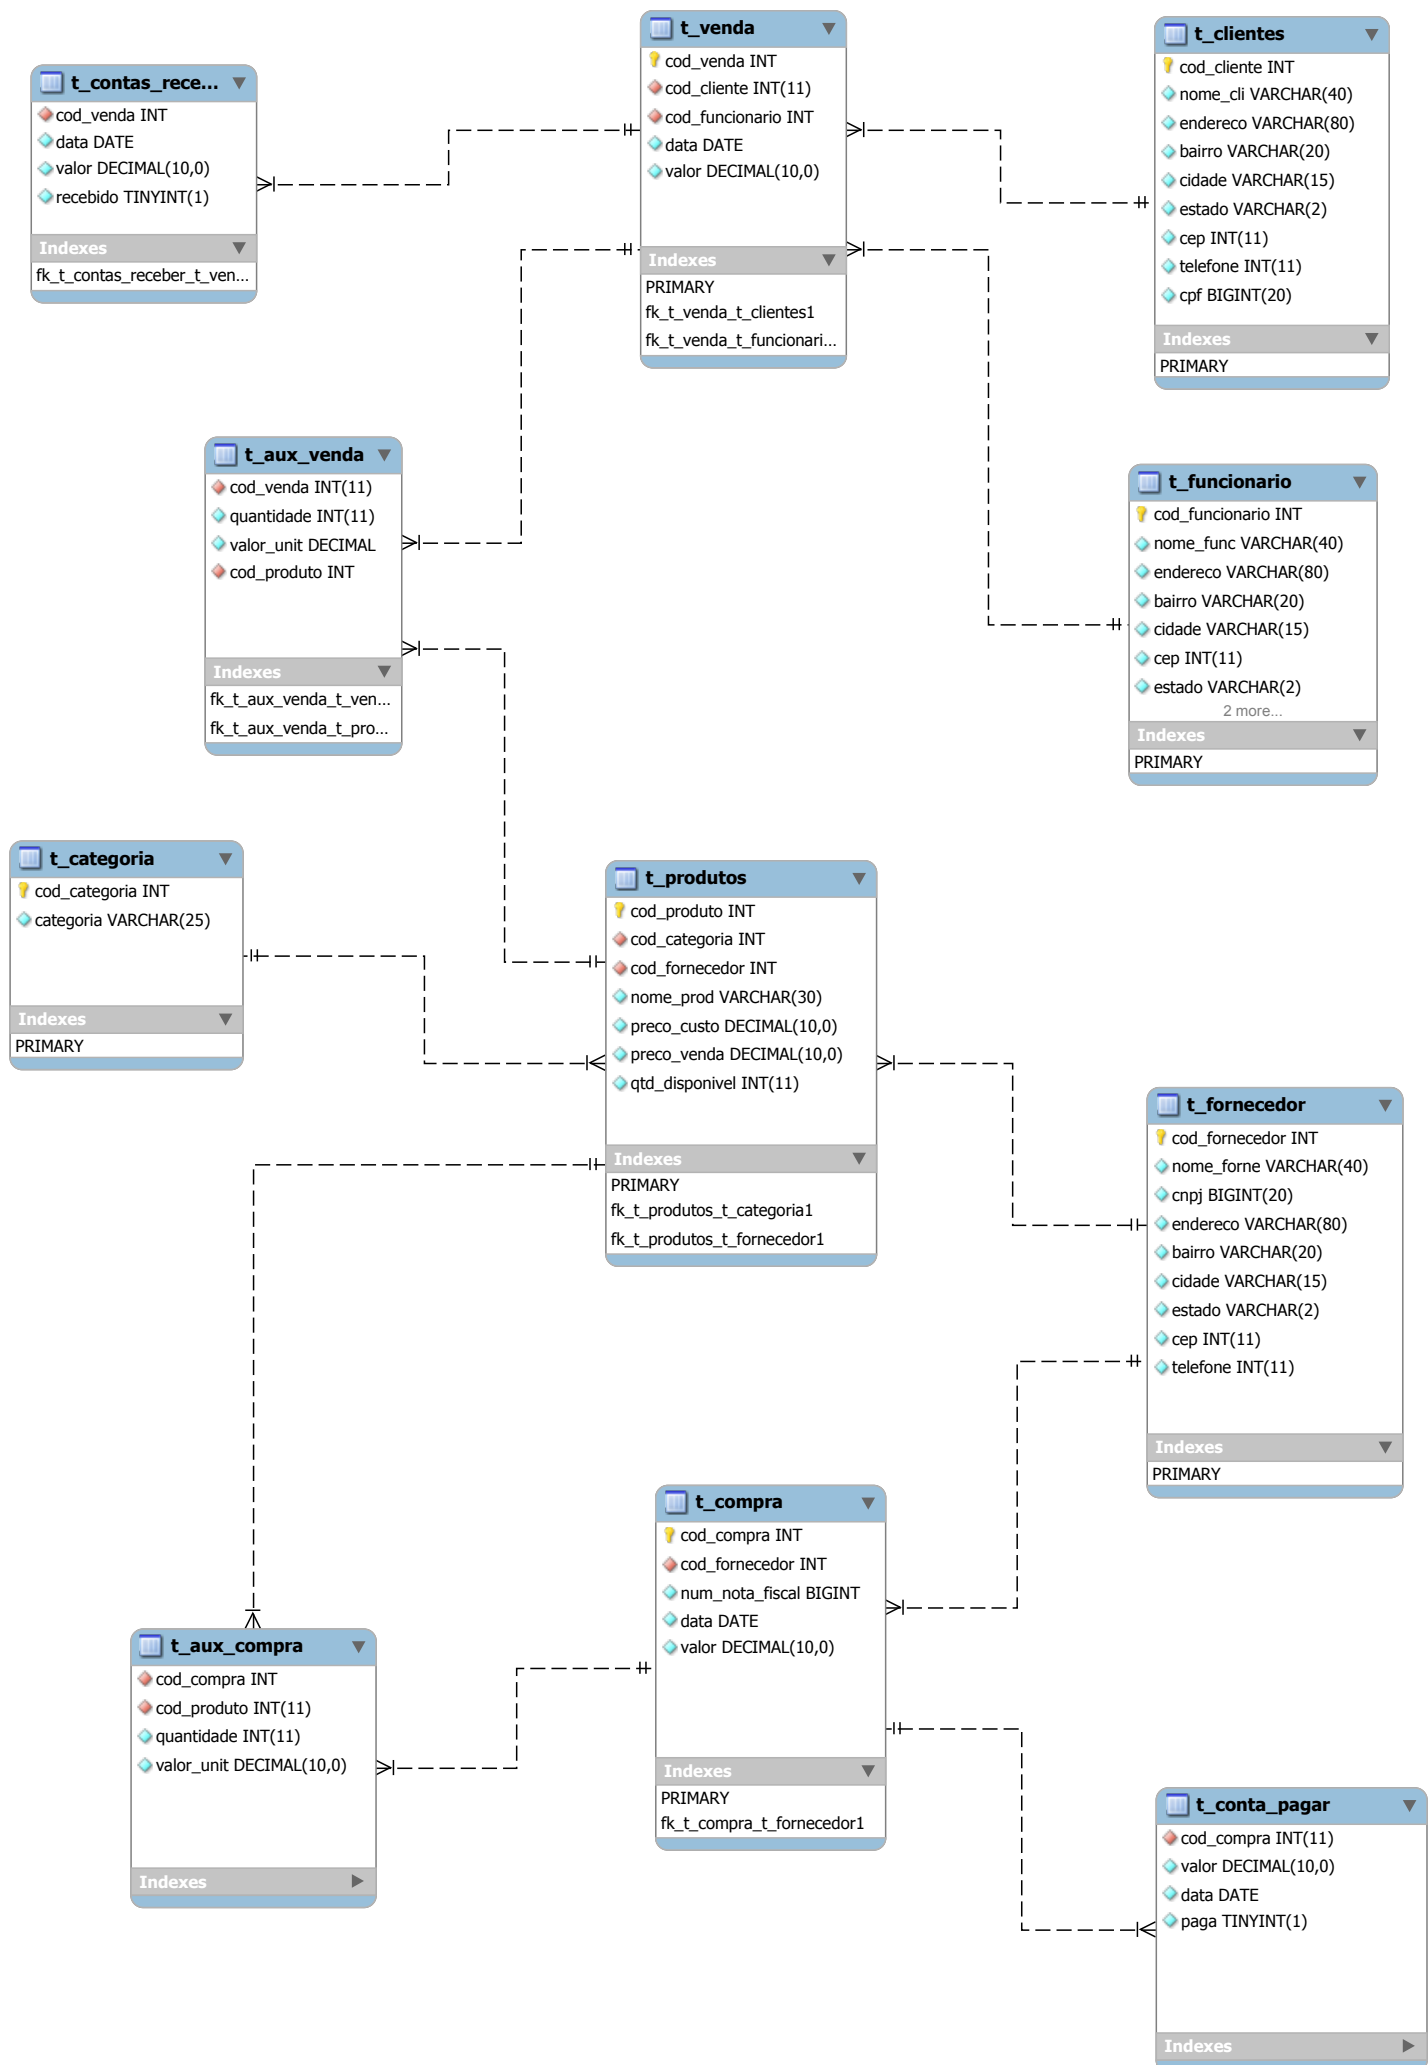 t_contas_rece...
cod_venda INT
data DATE
valor DECIMAL(10,0)
recebido TINYINT(1)
Indexes
fk_t_contas_receber_t_ven...
t_venda
cod_venda INT
cod_cliente INT(11)
cod_funcionario INT
data DATE
valor DECIMAL(10,0)
Indexes
PRIMARY
fk_t_venda_t_clientes1
fk_t_venda_t_funcionari...
t_clientes
cod_cliente INT
nome_cli VARCHAR(40)
endereco VARCHAR(80)
bairro VARCHAR(20)
cidade VARCHAR(15)
estado VARCHAR(2)
cep INT(11)
telefone INT(11)
cpf BIGINT(20)
Indexes
PRIMARY
t_aux_venda
cod_venda INT(11)
quantidade INT(11)
valor_unit DECIMAL
cod_produto INT
Indexes
fk_t_aux_venda_t_ven...
fk_t_aux_venda_t_pro...
t_funcionario
cod_funcionario INT
nome_func VARCHAR(40)
endereco VARCHAR(80)
bairro VARCHAR(20)
cidade VARCHAR(15)
cep INT(11)
estado VARCHAR(2)
2 more...
Indexes
PRIMARY
t_categoria
cod_categoria INT
categoria VARCHAR(25)
Indexes
PRIMARY
t_produtos
cod_produto INT
cod_categoria INT
cod_fornecedor INT
nome_prod VARCHAR(30)
preco_custo DECIMAL(10,0)
preco_venda DECIMAL(10,0)
qtd_disponivel INT(11)
Indexes
PRIMARY
fk_t_produtos_t_categoria1
fk_t_produtos_t_fornecedor1
t_fornecedor
cod_fornecedor INT
nome_forne VARCHAR(40)
cnpj BIGINT(20)
endereco VARCHAR(80)
bairro VARCHAR(20)
cidade VARCHAR(15)
estado VARCHAR(2)
cep INT(11)
telefone INT(11)
Indexes
PRIMARY
t_compra
cod_compra INT
cod_fornecedor INT
num_nota_fiscal BIGINT
data DATE
valor DECIMAL(10,0)
Indexes
PRIMARY
fk_t_compra_t_fornecedor1
t_aux_compra
cod_compra INT
cod_produto INT(11)
quantidade INT(11)
valor_unit DECIMAL(10,0)
Indexes
t_conta_pagar
cod_compra INT(11)
valor DECIMAL(10,0)
data DATE
paga TINYINT(1)
Indexes